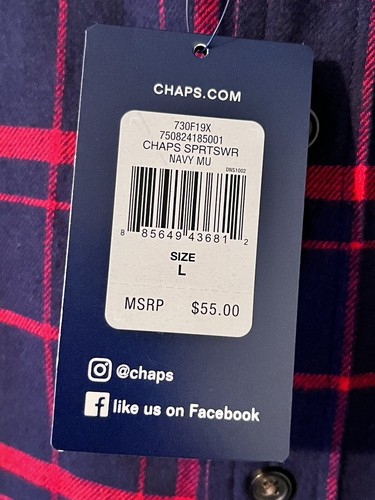 CHAPS.COM
730F19X
750824185001
CHAPS SPRTSWR
NAVY MU
DNS1002
8 85649 43681 2
SIZE
L
MSRP $55.00
@chaps
like us on Facebook